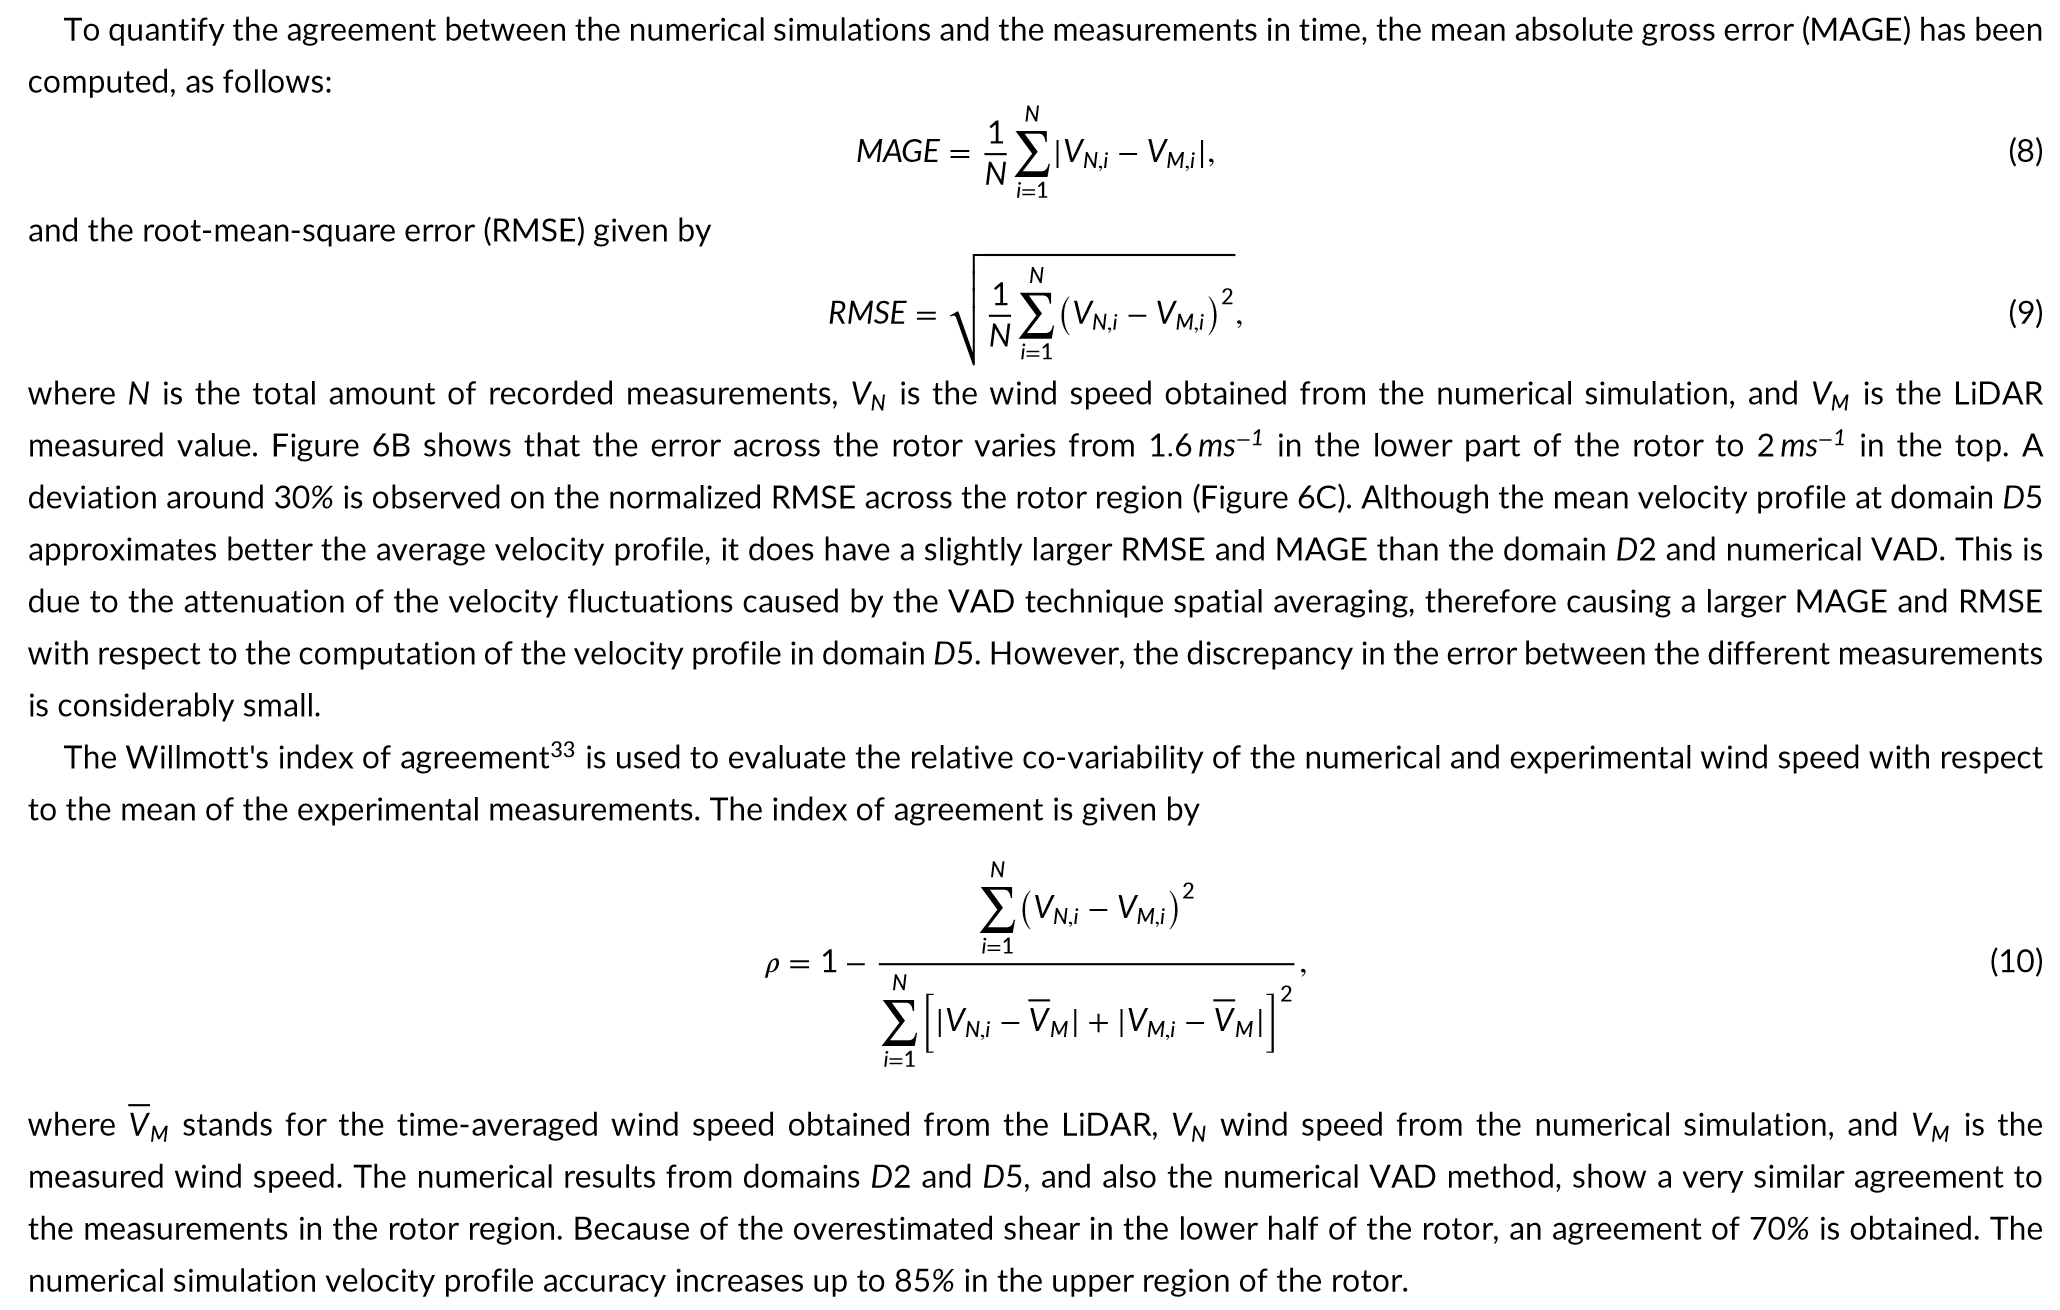 To quantify the agreement between the numerical simulations and the measurements in time, the mean absolute gross error (MAGE) has been
computed, as follows:
$MAGE = \frac{1}{N}\sum_{i=1}^{N}|V_{N,i} - V_{M,i}|,$ (8)
and the root-mean-square error (RMSE) given by
$RMSE = \sqrt{\frac{1}{N}\sum_{i=1}^{N}\left(V_{N,i} - V_{M,i}\right)^2},$ (9)
where $N$ is the total amount of recorded measurements, $V_N$ is the wind speed obtained from the numerical simulation, and $V_M$ is the LiDAR
measured value. Figure 6B shows that the error across the rotor varies from 1.6 $ms^{-1}$ in the lower part of the rotor to 2 $ms^{-1}$ in the top. A
deviation around 30% is observed on the normalized RMSE across the rotor region (Figure 6C). Although the mean velocity profile at domain D5
approximates better the average velocity profile, it does have a slightly larger RMSE and MAGE than the domain D2 and numerical VAD. This is
due to the attenuation of the velocity fluctuations caused by the VAD technique spatial averaging, therefore causing a larger MAGE and RMSE
with respect to the computation of the velocity profile in domain D5. However, the discrepancy in the error between the different measurements
is considerably small.
The Willmott's index of agreement$^{33}$ is used to evaluate the relative co-variability of the numerical and experimental wind speed with respect
to the mean of the experimental measurements. The index of agreement is given by
$\rho = 1 - \frac{\sum_{i=1}^{N}\left(V_{N,i} - V_{M,i}\right)^2}{\sum_{i=1}^{N}\left[|V_{N,i} - \overline{V}_M| + |V_{M,i} - \overline{V}_M|\right]^2},$ (10)
where $\overline{V}_M$ stands for the time-averaged wind speed obtained from the LiDAR, $V_N$ wind speed from the numerical simulation, and $V_M$ is the
measured wind speed. The numerical results from domains D2 and D5, and also the numerical VAD method, show a very similar agreement to
the measurements in the rotor region. Because of the overestimated shear in the lower half of the rotor, an agreement of 70% is obtained. The
numerical simulation velocity profile accuracy increases up to 85% in the upper region of the rotor.